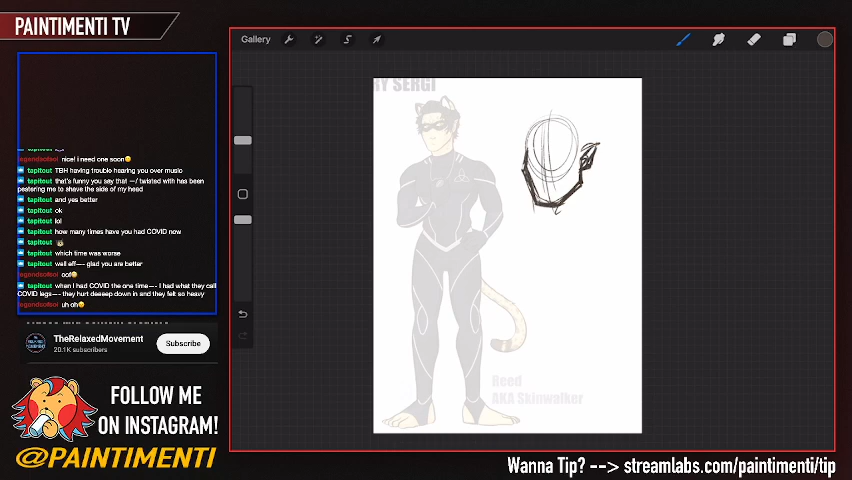 PAINTIMENTI TV
legendsofsol nice! i need one soon
tapitout TBH having trouble hearing you over music
tapitout that's funny you say that —/ twisted with has been
pestering me to shave the side of my head
tapitout and yes better
tapitout ok
tapitout lol
tapitout how many times have you had COVID now
tapitout
tapitout which time was worse
tapitout well eff—- glad you are better
legendsofsol oof
tapitout when I had COVID the one time—-- I had what they call
COVID legs—-- they hurt deeeep down in and they felt so heavy
legendsofsol uh oh
TheRelaxedMovement
20.1K subscribers
Subscribe
FOLLOW ME
ON INSTAGRAM!
@PAINTIMENTI
Gallery
RY SERGI
Reed
AKA Skinwalker
Wanna Tip? --> streamlabs.com/paintimenti/tip